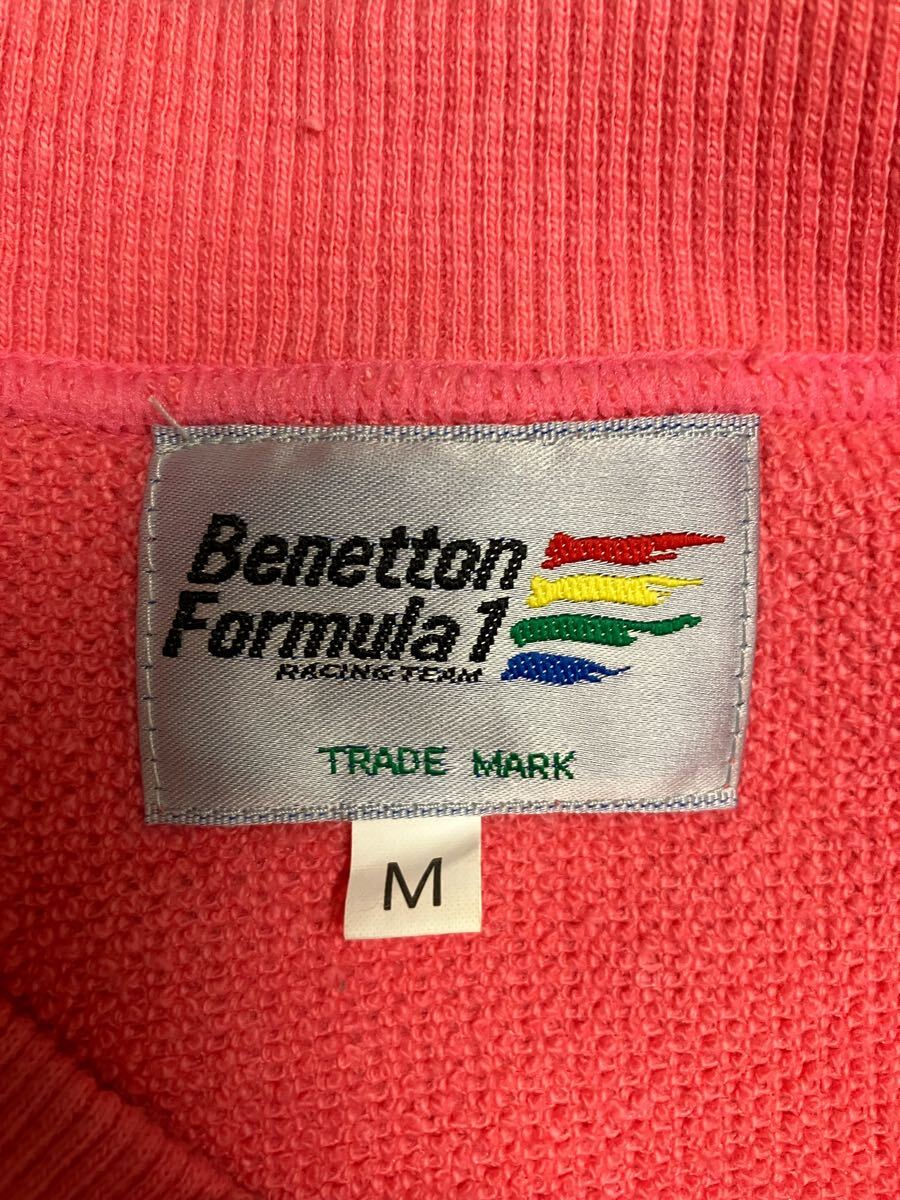 Benetton
Formula 1
RACING TEAM
TRADE MARK
M